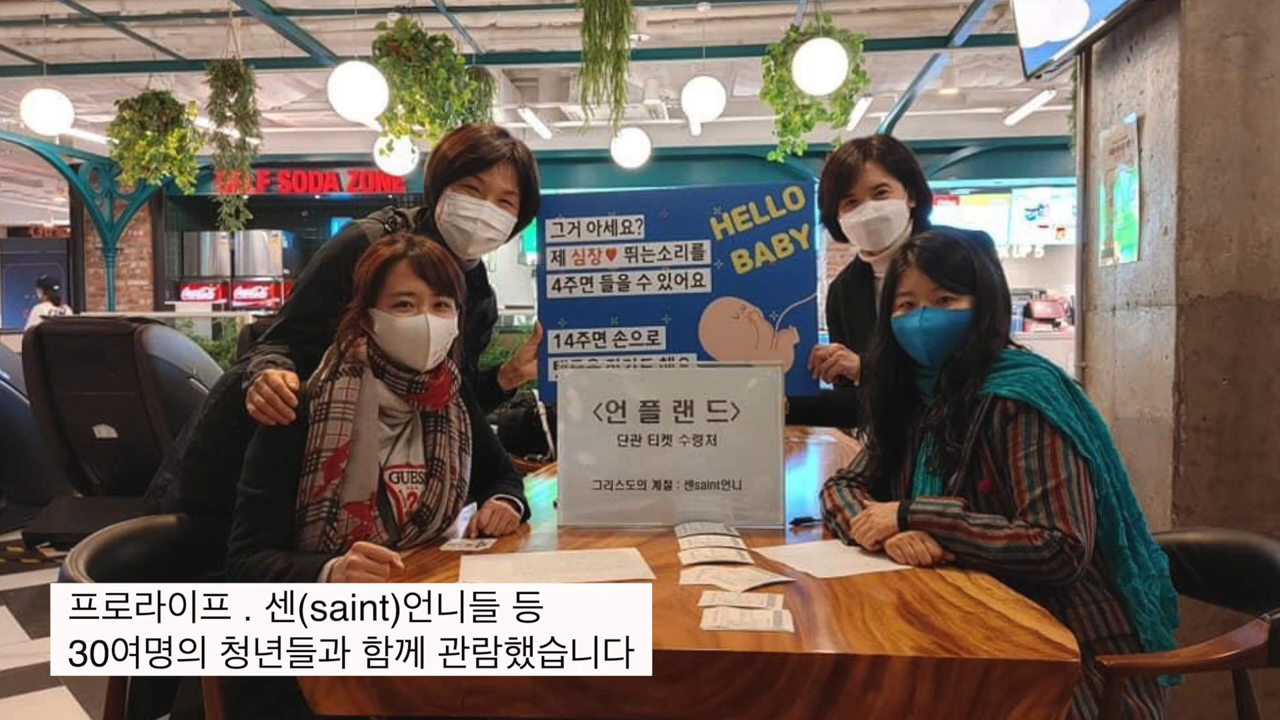 SELF SODA ZONE
HELLO
BABY
그거 아세요?
제 심장♥ 뛰는소리를
4주면 들을 수 있어요
14주면 손으로
Coca-Cola
Coca-Cola
<언 플 랜 드>
단관 티켓 수령처
그리스도의 계절 : 센saint언니
GUESS
프로라이프 . 센(saint)언니들 등
30여명의 청년들과 함께 관람했습니다